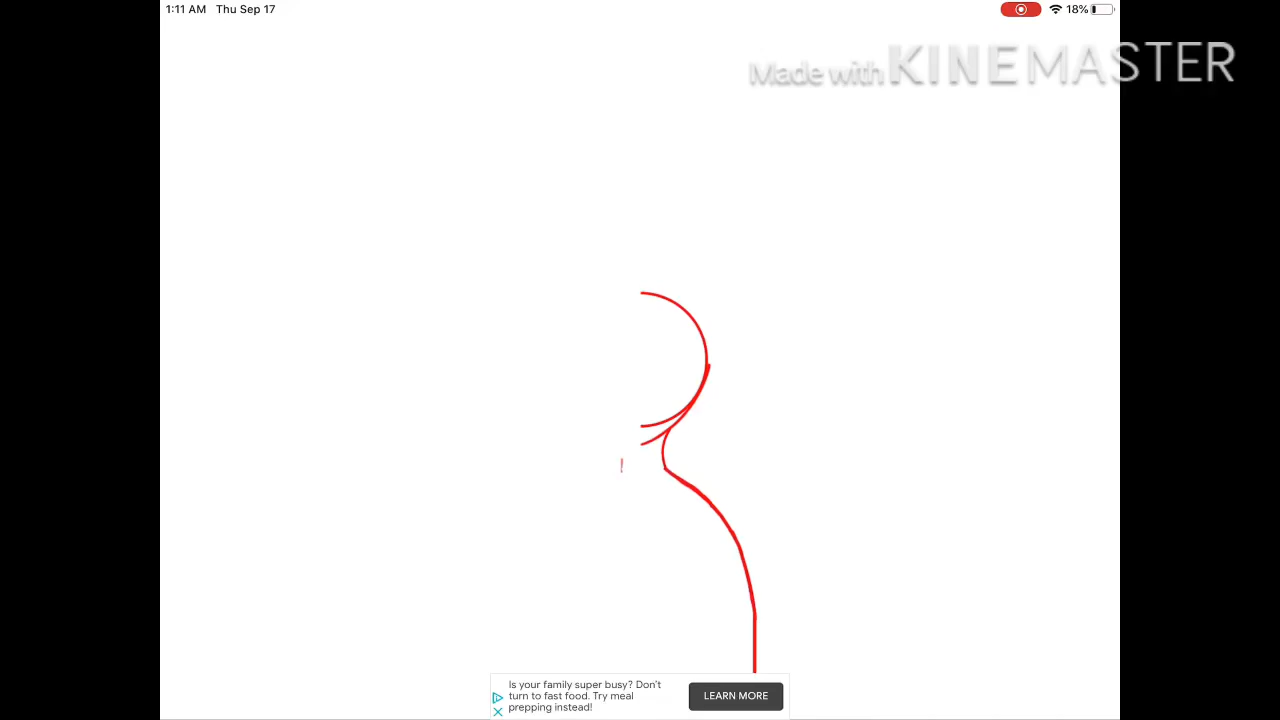 1:11 AM Thu Sep 17
18%
Made with KINEMASTER
Is your family super busy? Don't
turn to fast food. Try meal
prepping instead!
LEARN MORE